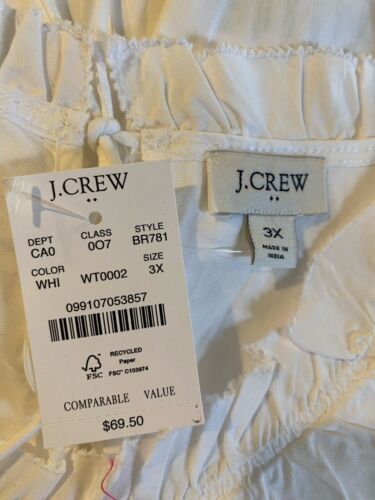 J.CREW
DEPT CLASS STYLE
CA0 007 BR781
COLOR SIZE
WHI WT0002 3X
099107053857
FSC
RECYCLED
Paper
FSC® C103674
COMPARABLE VALUE
$69.50
J.CREW
3X
MADE IN
INDIA